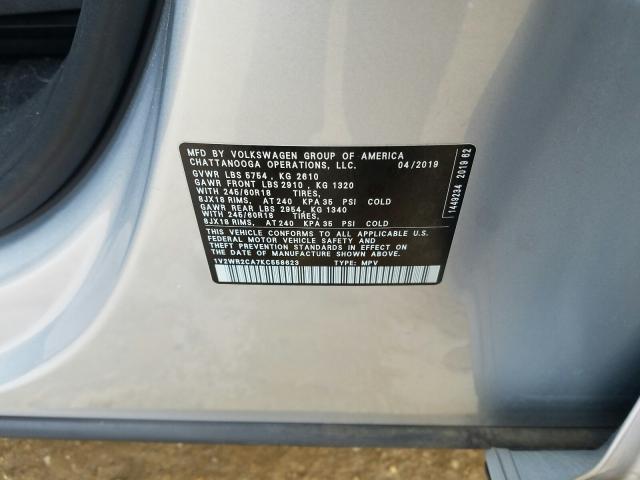 MFD BY VOLKSWAGEN GROUP OF AMERICA
CHATTANOOGA OPERATIONS, LLC. 04/2019
GVWR LBS 5754 , KG 2610
GAWR FRONT LBS 2910 , KG 1320
WITH 245/60R18 TIRES,
8JX18 RIMS, AT 240 KPA 35 PSI COLD
GAWR REAR LBS 2954, KG 1340
WITH 245/60R18 TIRES,
8JX18 RIMS, AT 240 KPA 35 PSI COLD
THIS VEHICLE CONFORMS TO ALL APPLICABLE U.S.
FEDERAL MOTOR VEHICLE SAFETY AND
THEFT PREVENTION STANDARDS IN EFFECT ON THE
DATE OF MANUFACTURE SHOWN ABOVE.
1V2WR2CA7KC558623 TYPE: MPV
1449234 2019 62